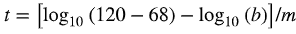 t = [log₁₀ (120 − 68) − log₁₀ (b)]/m